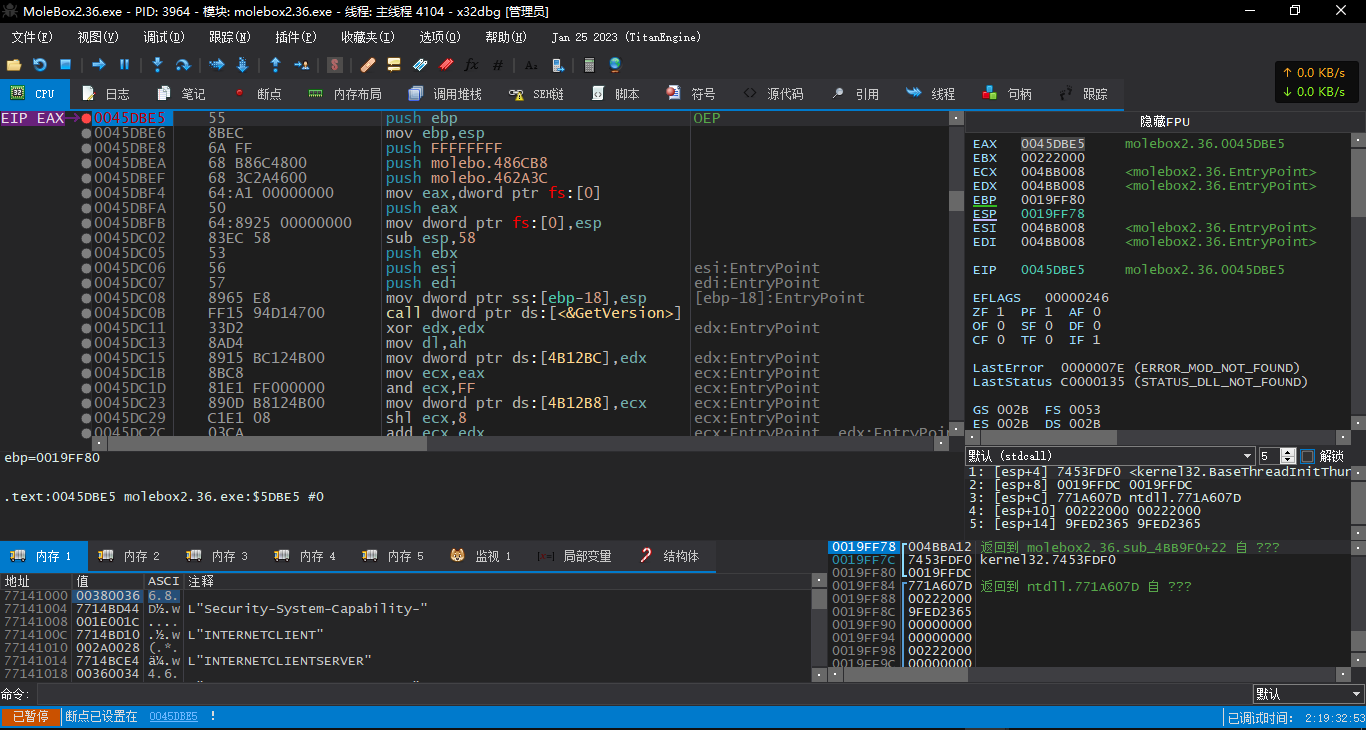 MoleBox2.36.exe - PID: 3964 - 模块: molebox2.36.exe - 线程: 主线程 4104 - x32dbg [管理员]
文件(F) 视图(V) 调试(D) 跟踪(N) 插件(P) 收藏夹(I) 选项(O) 帮助(H) Jan 25 2023 (TitanEngine)
↑ 0.0 KB/s
↓ 0.0 KB/s
CPU 日志 笔记 断点 内存布局 调用堆栈 SEH链 脚本 符号 源代码 引用 线程 句柄 跟踪
EIP EAX 0045DBE5 55 push ebp OEP
0045DBE6 8BEC mov ebp,esp
0045DBE8 6A FF push FFFFFFFF
0045DBEA 68 B86C4800 push molebo.486CB8
0045DBEF 68 3C2A4600 push molebo.462A3C
0045DBF4 64:A1 00000000 mov eax,dword ptr fs:[0]
0045DBFA 50 push eax
0045DBFB 64:8925 00000000 mov dword ptr fs:[0],esp
0045DC02 83EC 58 sub esp,58
0045DC05 53 push ebx
0045DC06 56 push esi esi:EntryPoint
0045DC07 57 push edi edi:EntryPoint
0045DC08 8965 E8 mov dword ptr ss:[ebp-18],esp [ebp-18]:EntryPoint
0045DC0B FF15 94D14700 call dword ptr ds:[<&GetVersion>]
0045DC11 33D2 xor edx,edx edx:EntryPoint
0045DC13 8AD4 mov dl,ah
0045DC15 8915 BC124B00 mov dword ptr ds:[4B12BC],edx edx:EntryPoint
0045DC1B 8BC8 mov ecx,eax ecx:EntryPoint
0045DC1D 81E1 FF000000 and ecx,FF ecx:EntryPoint
0045DC23 890D B8124B00 mov dword ptr ds:[4B12B8],ecx ecx:EntryPoint
0045DC29 C1E1 08 shl ecx,8 ecx:EntryPoint
0045DC2C 03CA add ecx,edx ecx:EntryPoint, edx:EntryPoin
隐藏FPU
EAX 0045DBE5 molebox2.36.0045DBE5
EBX 00222000
ECX 004BB008 <molebox2.36.EntryPoint>
EDX 004BB008 <molebox2.36.EntryPoint>
EBP 0019FF80
ESP 0019FF78
ESI 004BB008 <molebox2.36.EntryPoint>
EDI 004BB008 <molebox2.36.EntryPoint>
EIP 0045DBE5 molebox2.36.0045DBE5
EFLAGS 00000246
ZF 1 PF 1 AF 0
OF 0 SF 0 DF 0
CF 0 TF 0 IF 1
LastError 0000007E (ERROR_MOD_NOT_FOUND)
LastStatus C0000135 (STATUS_DLL_NOT_FOUND)
GS 002B FS 0053
ES 002B DS 002B
ebp=0019FF80
.text:0045DBE5 molebox2.36.exe:$5DBE5 #0
默认 (stdcall) 5 解锁
1: [esp+4] 7453FDF0 <kernel32.BaseThreadInitThun
2: [esp+8] 0019FFDC 0019FFDC
3: [esp+c] 771A607D ntdll.771A607D
4: [esp+10] 00222000 00222000
5: [esp+14] 9FED2365 9FED2365
内存 1 内存 2 内存 3 内存 4 内存 5 监视 1 局部变量 结构体
地址 值 ASCI 注释
77141000 00380036 6.8.
77141004 7714BD44 D½.w L"Security-System-Capability-"
77141008 001E001C ....
7714100C 7714BD10 .½.w L"INTERNETCLIENT"
77141010 002A0028 (.*.
77141014 7714BCE4 ä¼.w L"INTERNETCLIENTSERVER"
77141018 00360034 4.6.
0019FF78 004BBA12 返回到 molebox2.36.sub_4BB9F0+22 自 ???
0019FF7C 7453FDF0 kernel32.7453FDF0
0019FF80 0019FFDC
0019FF84 771A607D 返回到 ntdll.771A607D 自 ???
0019FF88 00222000
0019FF8C 9FED2365
0019FF90 00000000
0019FF94 00000000
0019FF98 00222000
0019FF9C 00000000
命令: 默认
已暂停 断点已设置在 0045DBE5 ! 已调试时间: 2:19:32:53